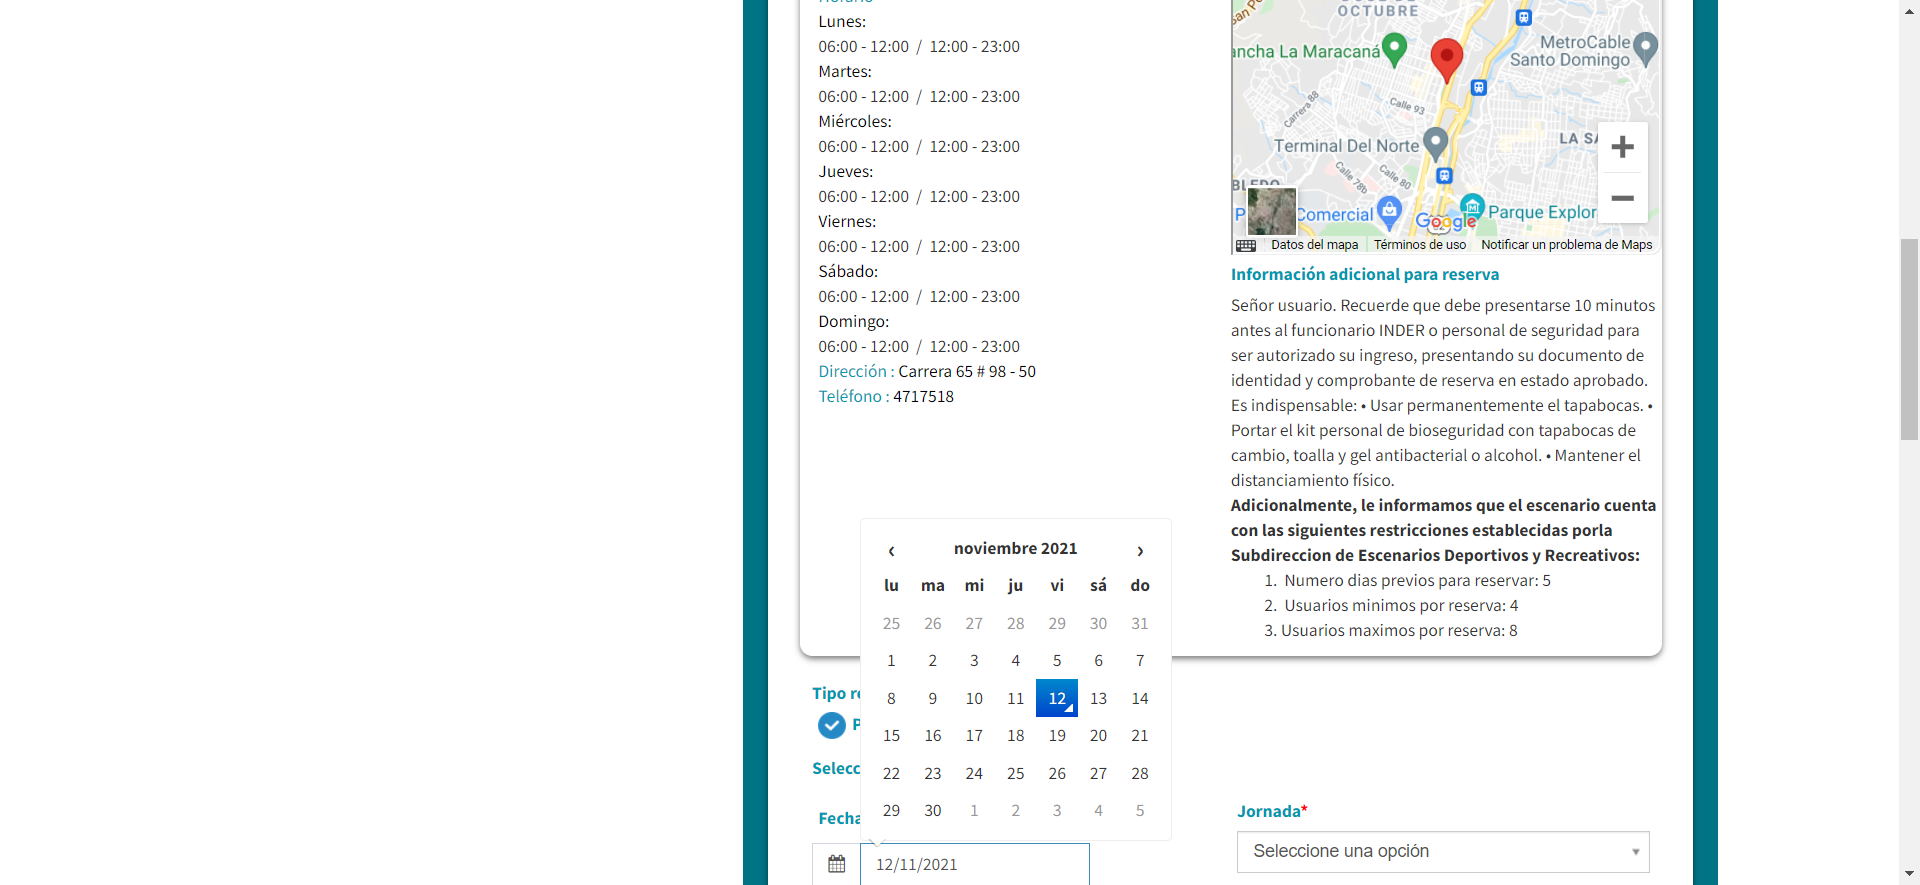 Horario
Lunes:
06:00 - 12:00 / 12:00 - 23:00
Martes:
06:00 - 12:00 / 12:00 - 23:00
Miércoles:
06:00 - 12:00 / 12:00 - 23:00
Jueves:
06:00 - 12:00 / 12:00 - 23:00
Viernes:
06:00 - 12:00 / 12:00 - 23:00
Sábado:
06:00 - 12:00 / 12:00 - 23:00
Domingo:
06:00 - 12:00 / 12:00 - 23:00
Dirección : Carrera 65 # 98 - 50
Teléfono : 4717518
OCTUBRE
San Pe
ancha La Maracaná
MetroCable
Santo Domingo
Carrera 88
Calle 93
LA SA
Terminal Del Norte
Calle 78b
Calle 80
BLEDO
P
Comercial
Google
Parque Explor
Datos del mapa
Términos de uso
Notificar un problema de Maps
Información adicional para reserva
Señor usuario. Recuerde que debe presentarse 10 minutos
antes al funcionario INDER o personal de seguridad para
ser autorizado su ingreso, presentando su documento de
identidad y comprobante de reserva en estado aprobado.
Es indispensable: • Usar permanentemente el tapabocas. •
Portar el kit personal de bioseguridad con tapabocas de
cambio, toalla y gel antibacterial o alcohol. • Mantener el
distanciamiento físico.
Adicionalmente, le informamos que el escenario cuenta
con las siguientes restricciones establecidas porla
Subdireccion de Escenarios Deportivos y Recreativos:
1. Numero dias previos para reservar: 5
2. Usuarios minimos por reserva: 4
3. Usuarios maximos por reserva: 8
‹ noviembre 2021 ›
lu ma mi ju vi sá do
25 26 27 28 29 30 31
1 2 3 4 5 6 7
8 9 10 11 12 13 14
15 16 17 18 19 20 21
22 23 24 25 26 27 28
29 30 1 2 3 4 5
Tipo re
P
Selecc
Fecha
12/11/2021
Jornada*
Seleccione una opción